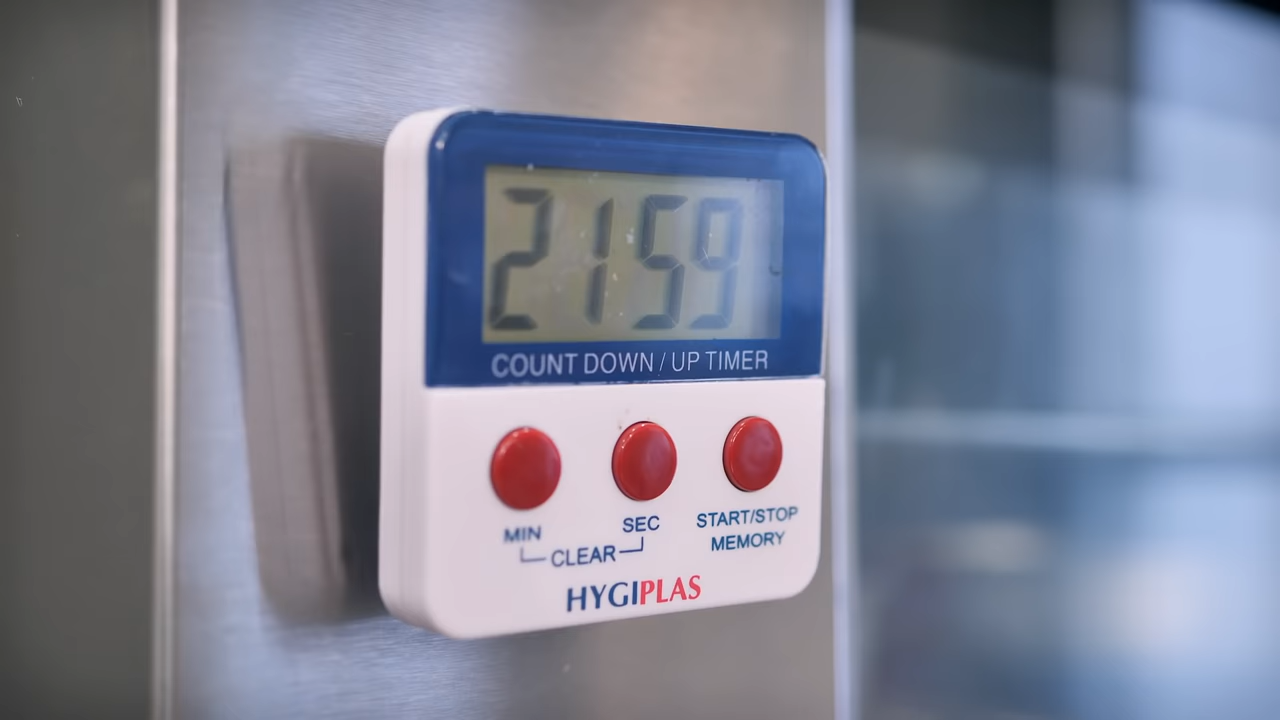 2159
COUNT DOWN / UP TIMER
MIN
SEC
CLEAR
START/STOP
MEMORY
HYGIPLAS